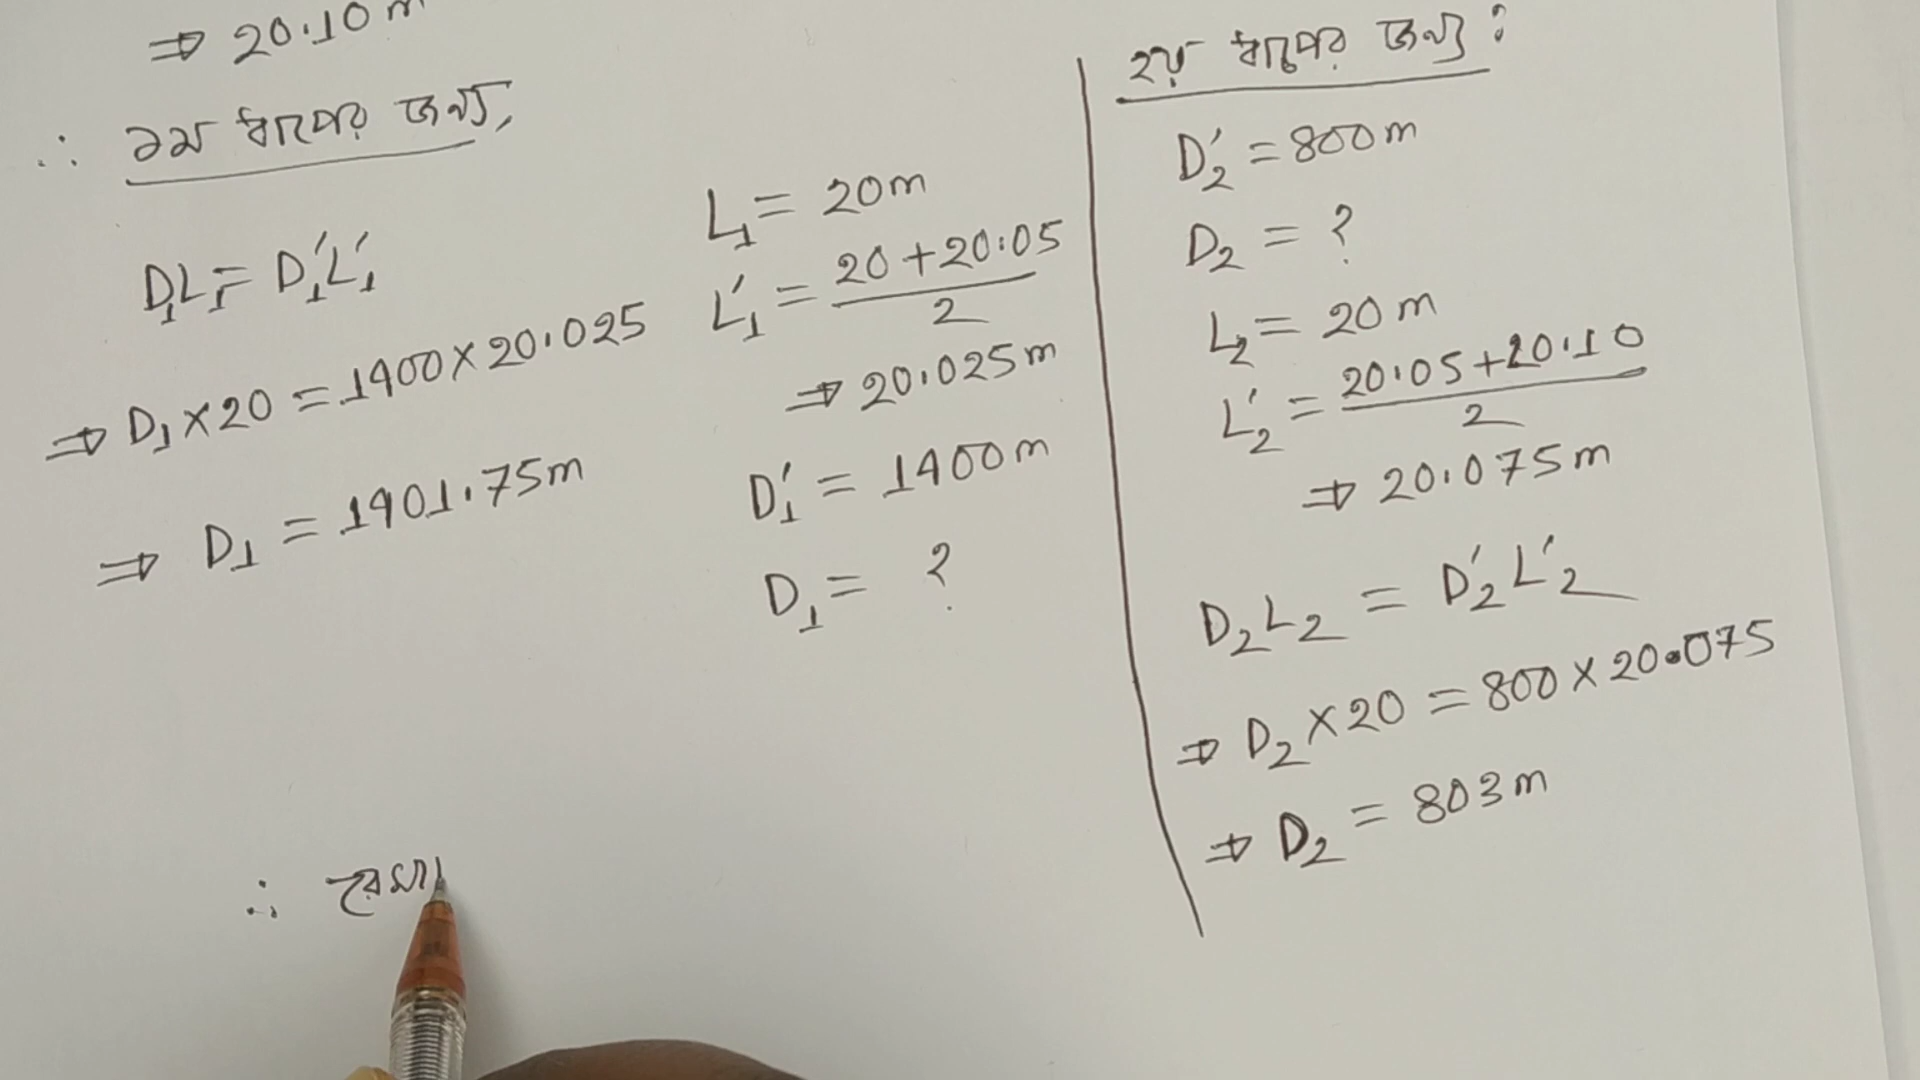 ⇒ 20.10 m
∴ ১ম ধাপের জন্য,
D₁L₁ = D₁′L₁′
⇒ D₁ × 20 = 1400 × 20.025
⇒ D₁ = 1401.75m
L₁ = 20m
L₁′ = (20 + 20.05)/2
⇒ 20.025m
D₁′ = 1400m
D₁ = ?
২য় ধাপের জন্য :
D₂′ = 800m
D₂ = ?
L₂ = 20m
L₂′ = (20.05 + 20.10)/2
⇒ 20.075m
D₂L₂ = D₂′L₂′
⇒ D₂ × 20 = 800 × 20.075
⇒ D₂ = 803m
∴